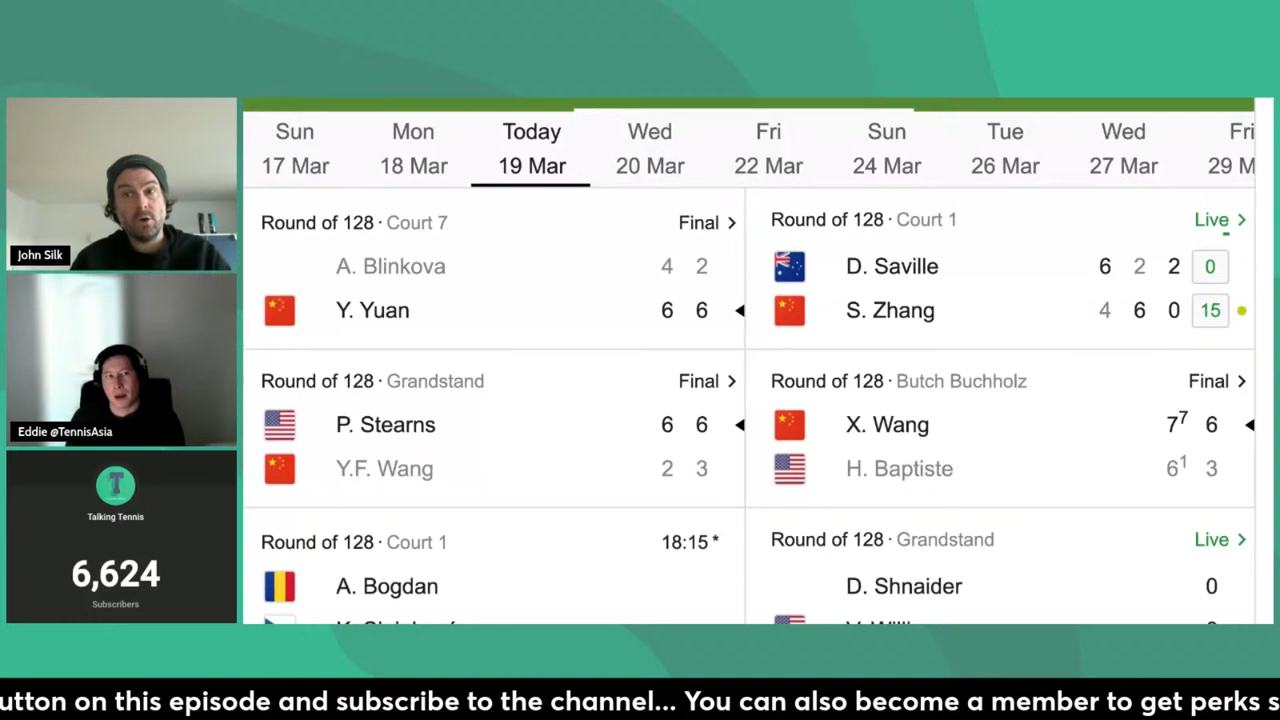 John Silk
Eddie @TennisAsia
Talking Tennis
6,624
Subscribers
Sun Mon Today Wed Fri Sun Tue Wed Fri
17 Mar 18 Mar 19 Mar 20 Mar 22 Mar 24 Mar 26 Mar 27 Mar 29 M
Round of 128 · Court 7 Final
A. Blinkova 4 2
Y. Yuan 6 6
Round of 128 · Court 1 Live
D. Saville 6 2 2 0
S. Zhang 4 6 0 15
Round of 128 · Grandstand Final
P. Stearns 6 6
Y.F. Wang 2 3
Round of 128 · Butch Buchholz Final
X. Wang 7⁷ 6
H. Baptiste 6¹ 3
Round of 128 · Court 1 18:15 *
A. Bogdan
Round of 128 · Grandstand Live
D. Shnaider 0
utton on this episode and subscribe to the channel... You can also become a member to get perks s